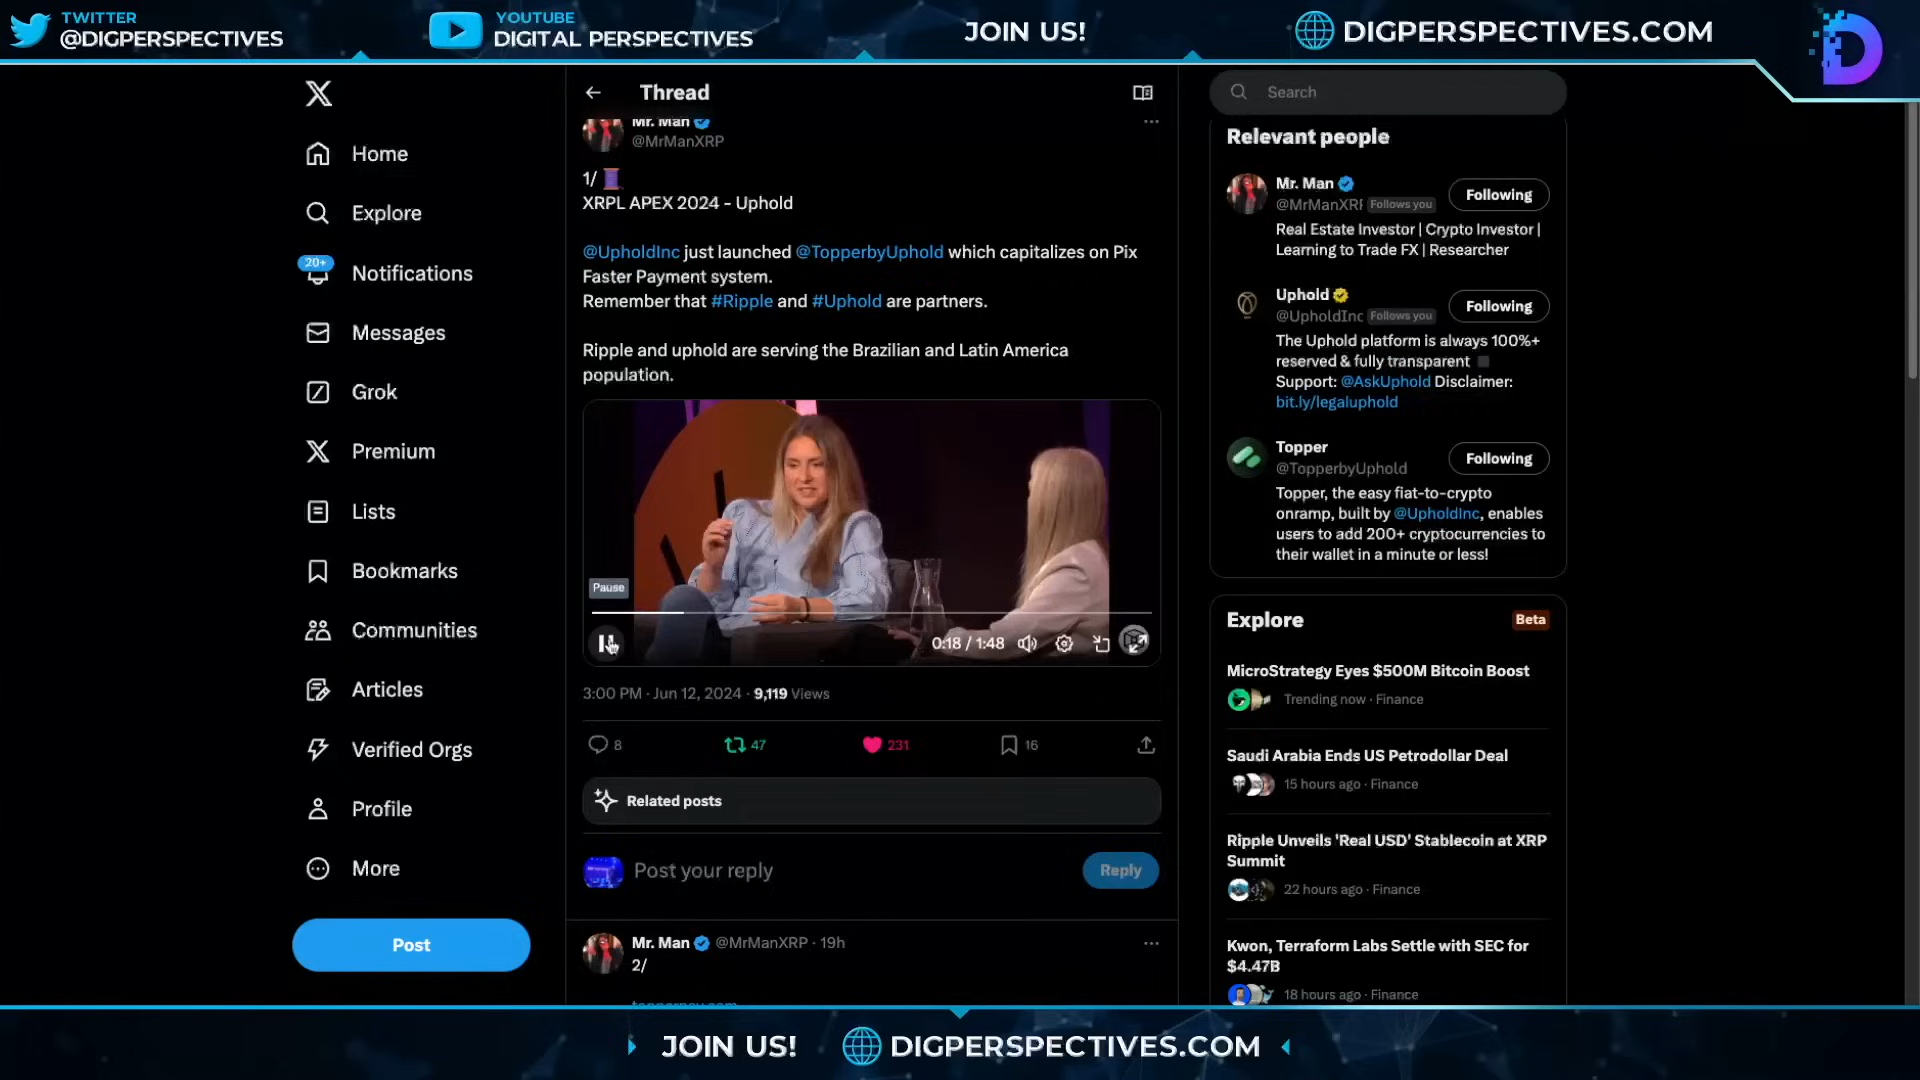 TWITTER
@DIGPERSPECTIVES
YOUTUBE
DIGITAL PERSPECTIVES
JOIN US!
DIGPERSPECTIVES.COM
Home
Explore
20+
Notifications
Messages
Grok
Premium
Lists
Bookmarks
Communities
Articles
Verified Orgs
Profile
More
Post
Thread
Mr. Man
@MrManXRP
1/
XRPL APEX 2024 - Uphold
@UpholdInc just launched @TopperbyUphold which capitalizes on Pix
Faster Payment system.
Remember that #Ripple and #Uphold are partners.
Ripple and uphold are serving the Brazilian and Latin America
population.
Pause
0:18 / 1:48
3:00 PM · Jun 12, 2024 · 9,119 Views
8
47
231
16
Related posts
Post your reply
Reply
Mr. Man @MrManXRP · 19h
2/
Search
Relevant people
Mr. Man
@MrManXRP Follows you
Following
Real Estate Investor | Crypto Investor |
Learning to Trade FX | Researcher
Uphold
@UpholdInc Follows you
Following
The Uphold platform is always 100%+
reserved & fully transparent
Support: @AskUphold Disclaimer:
bit.ly/legaluphold
Topper
@TopperbyUphold
Following
Topper, the easy fiat-to-crypto
onramp, built by @UpholdInc, enables
users to add 200+ cryptocurrencies to
their wallet in a minute or less!
Explore
Beta
MicroStrategy Eyes $500M Bitcoin Boost
Trending now · Finance
Saudi Arabia Ends US Petrodollar Deal
15 hours ago · Finance
Ripple Unveils 'Real USD' Stablecoin at XRP
Summit
22 hours ago · Finance
Kwon, Terraform Labs Settle with SEC for
$4.47B
18 hours ago · Finance
JOIN US!
DIGPERSPECTIVES.COM